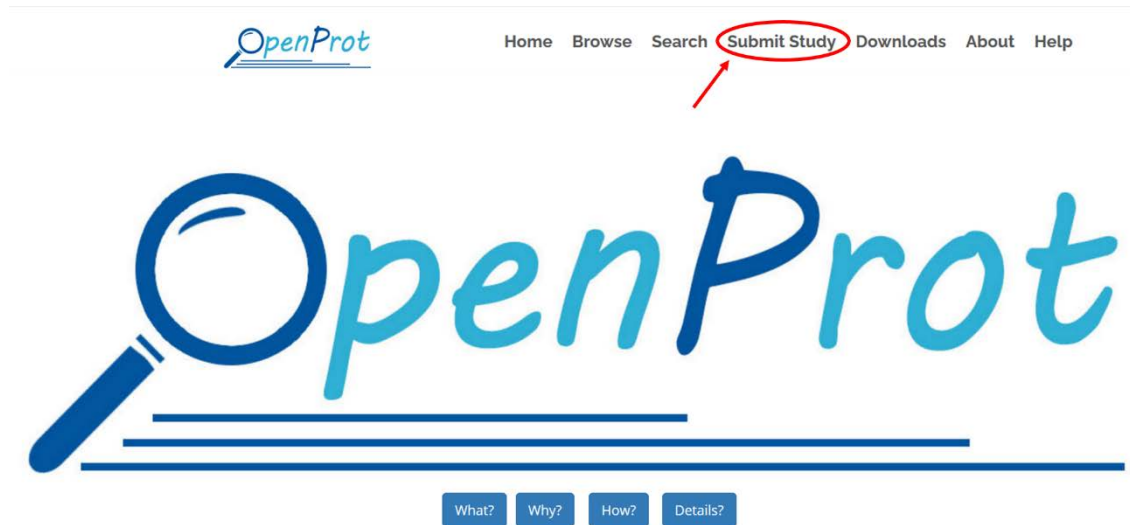 OpenProt Home Browse Search Submit Study Downloads About Help
OpenProt
What? Why? How? Details?